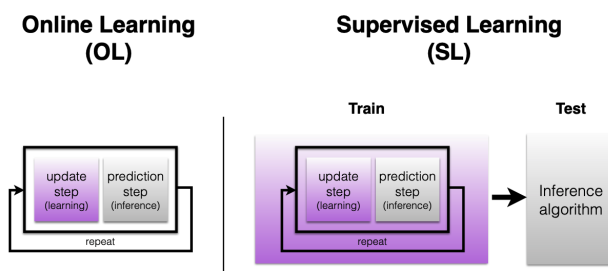 Online Learning
(OL)
Supervised Learning
(SL)
Train
Test
update
step
(learning)
prediction
step
(inference)
repeat
update
step
(learning)
prediction
step
(inference)
repeat
Inference
algorithm